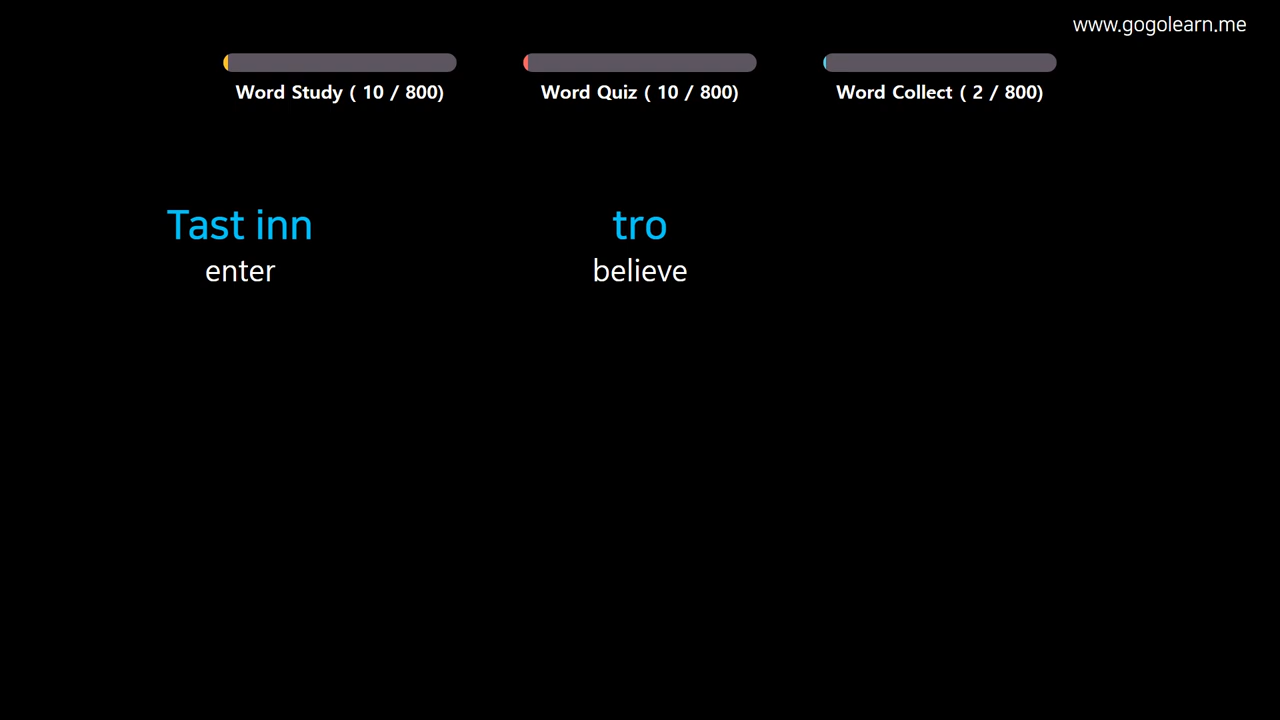 www.gogolearn.me
Word Study ( 10 / 800)
Word Quiz ( 10 / 800)
Word Collect ( 2 / 800)
Tast inn
enter
tro
believe